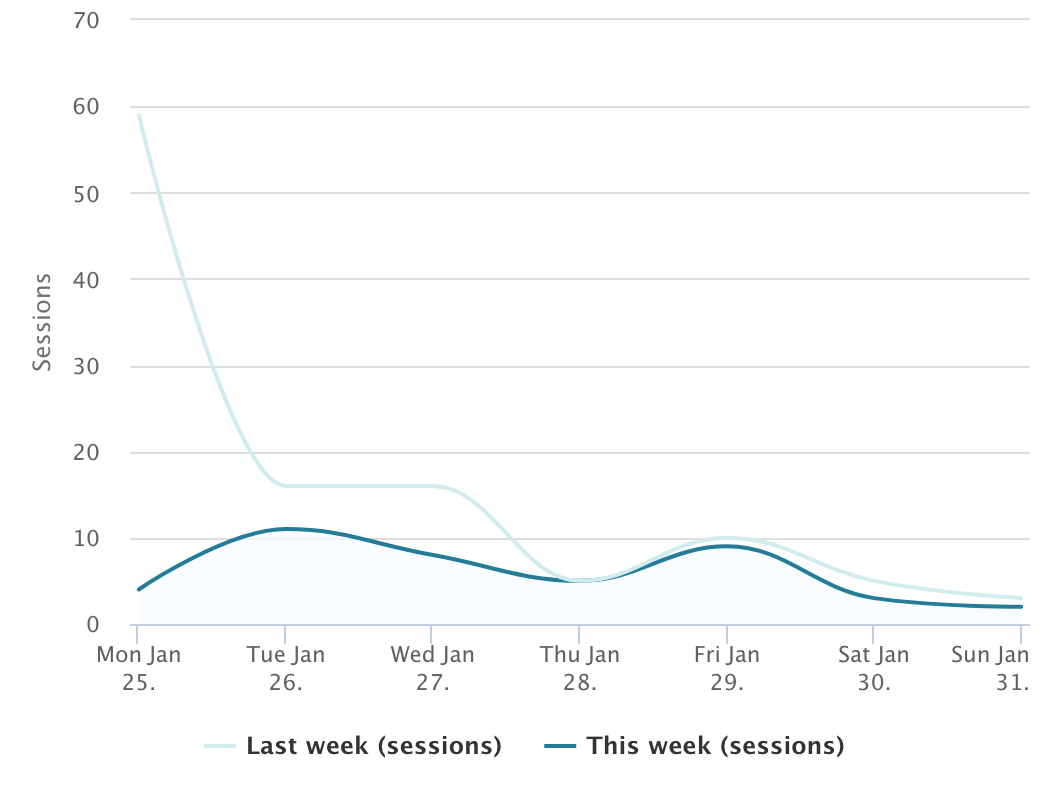 70
60
50
40
30
20
10
0
Sessions
Mon Jan 25.
Tue Jan 26.
Wed Jan 27.
Thu Jan 28.
Fri Jan 29.
Sat Jan 30.
Sun Jan 31.
Last week (sessions)
This week (sessions)